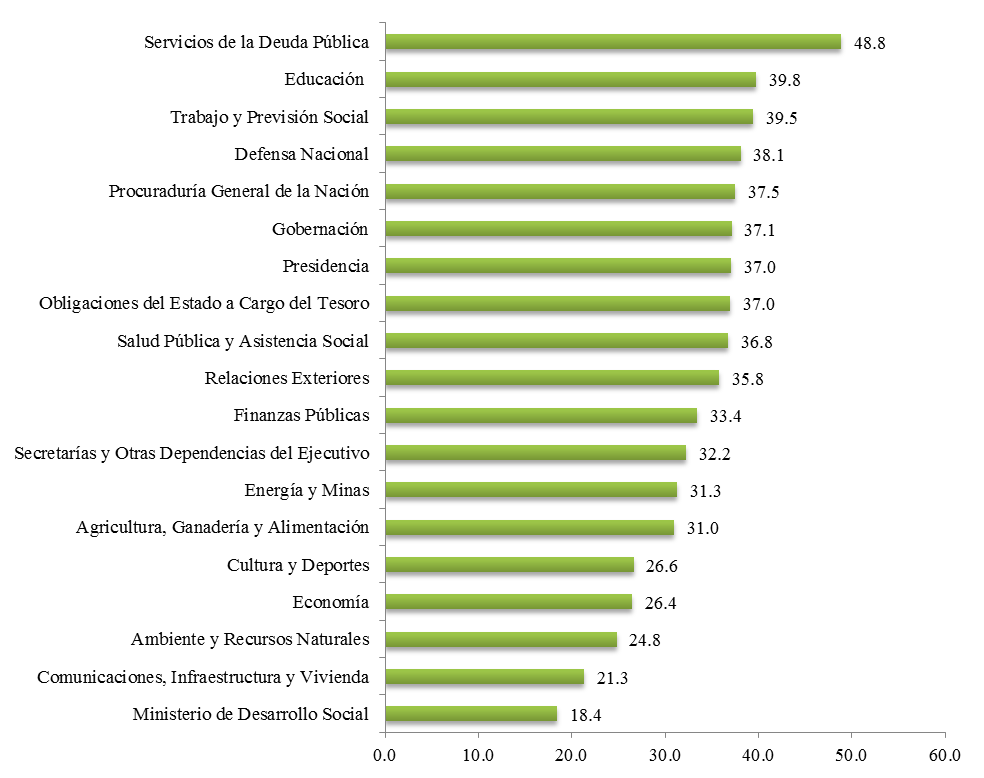 Servicios de la Deuda Pública 48.8
Educación 39.8
Trabajo y Previsión Social 39.5
Defensa Nacional 38.1
Procuraduría General de la Nación 37.5
Gobernación 37.1
Presidencia 37.0
Obligaciones del Estado a Cargo del Tesoro 37.0
Salud Pública y Asistencia Social 36.8
Relaciones Exteriores 35.8
Finanzas Públicas 33.4
Secretarías y Otras Dependencias del Ejecutivo 32.2
Energía y Minas 31.3
Agricultura, Ganadería y Alimentación 31.0
Cultura y Deportes 26.6
Economía 26.4
Ambiente y Recursos Naturales 24.8
Comunicaciones, Infraestructura y Vivienda 21.3
Ministerio de Desarrollo Social 18.4
0.0 10.0 20.0 30.0 40.0 50.0 60.0